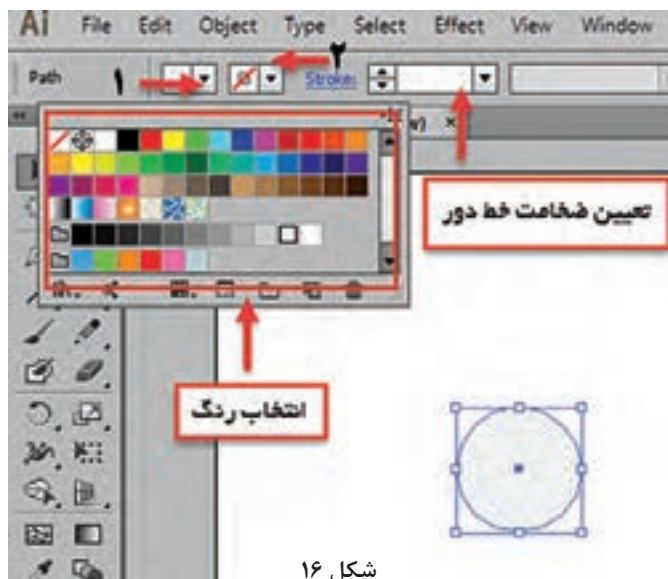 Ai File Edit Object Type Select Effect View Window
Path ۱ ۲ Stroke:
w) ×
تعیین ضخامت خط دور
انتخاب رنگ
شکل ۱۶